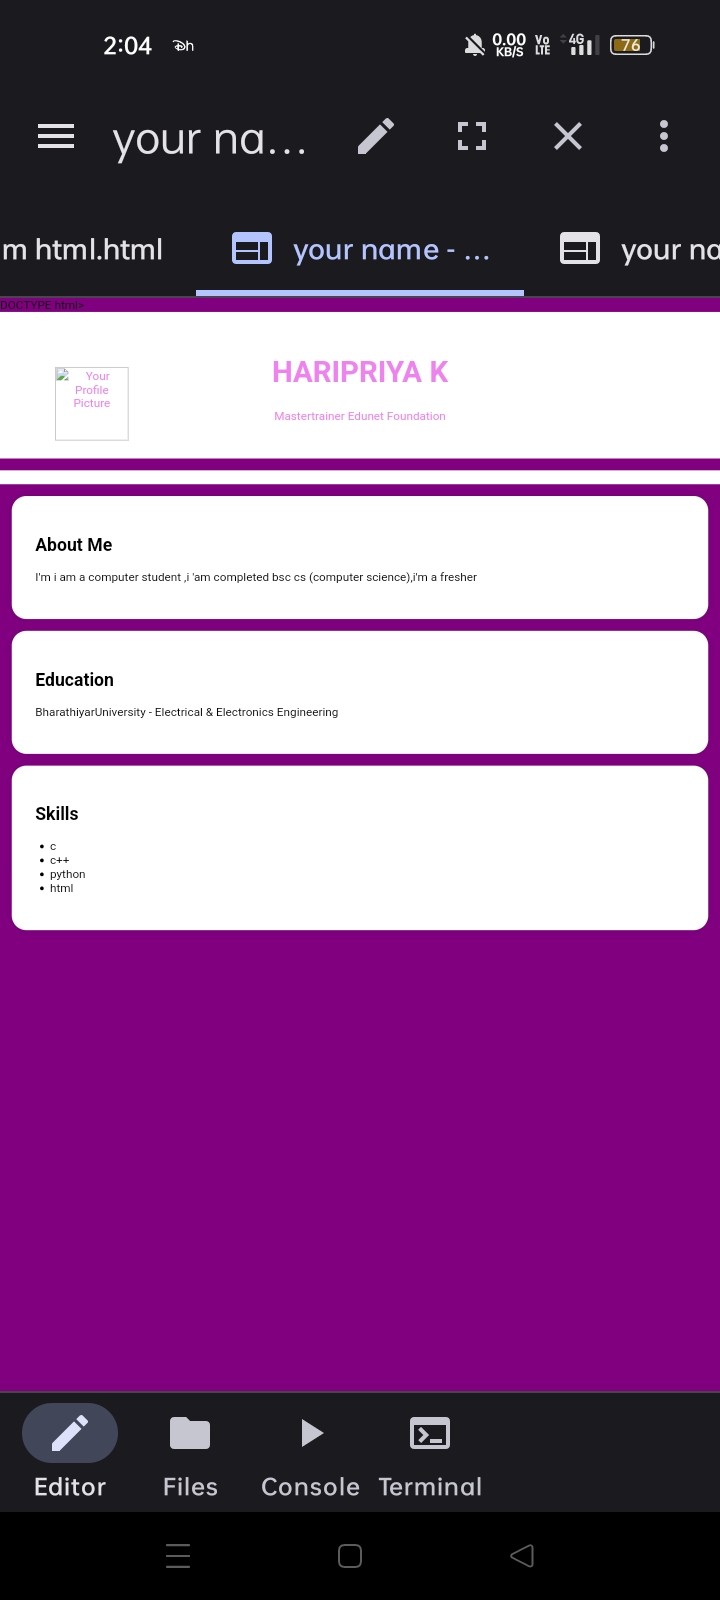 2:04 Dh 0.00 KB/S Vo LTE 4G 76
your na...
m html.html your name - ... your na
DOCTYPE.html>
Your Profile Picture
HARIPRIYA K
Mastertrainer Edunet Foundation
About Me
I'm i am a computer student ,i 'am completed bsc cs (computer science),i'm a fresher
Education
BharathiyarUniversity - Electrical & Electronics Engineering
Skills
c
c++
python
html
Editor Files Console Terminal